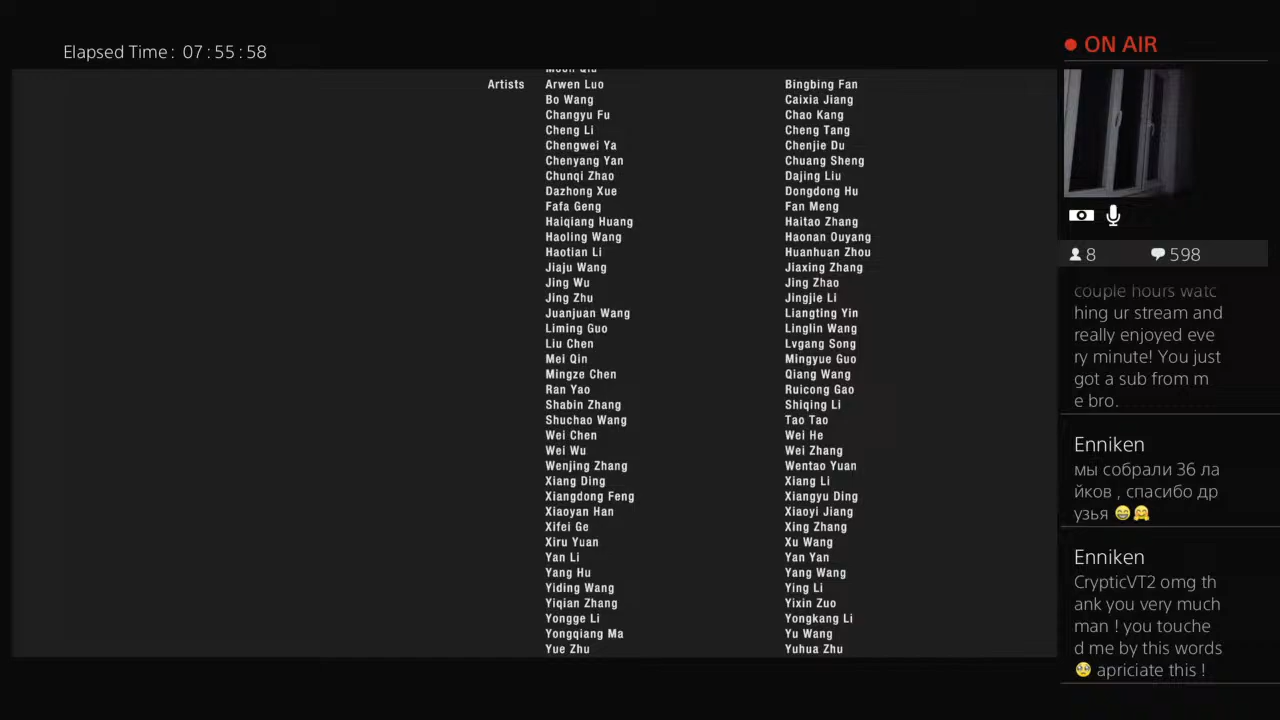 Elapsed Time: 07:55:58
ON AIR
Artists Arwen Luo Bingbing Fan
Bo Wang Caixia Jiang
Changyu Fu Chao Kang
Cheng Li Cheng Tang
Chengwei Ya Chenjie Du
Chenyang Yan Chuang Sheng
Chunqi Zhao Dajing Liu
Dazhong Xue Dongdong Hu
Fafa Geng Fan Meng
Haiqiang Huang Haitao Zhang
Haoling Wang Haonan Ouyang
Haotian Li Huanhuan Zhou
Jiaju Wang Jiaxing Zhang
Jing Wu Jing Zhao
Jing Zhu Jingjie Li
Juanjuan Wang Liangting Yin
Liming Guo Linglin Wang
Liu Chen Lvgang Song
Mei Qin Mingyue Guo
Mingze Chen Qiang Wang
Ran Yao Ruicong Gao
Shabin Zhang Shiqing Li
Shuchao Wang Tao Tao
Wei Chen Wei He
Wei Wu Wei Zhang
Wenjing Zhang Wentao Yuan
Xiang Ding Xiang Li
Xiangdong Feng Xiangyu Ding
Xiaoyan Han Xiaoyi Jiang
Xifei Ge Xing Zhang
Xiru Yuan Xu Wang
Yan Li Yan Yan
Yang Hu Yang Wang
Yiding Wang Ying Li
Yiqian Zhang Yixin Zuo
Yongge Li Yongkang Li
Yongqiang Ma Yu Wang
Yue Zhu Yuhua Zhu
8 598
couple hours watc
hing ur stream and
really enjoyed eve
ry minute! You just
got a sub from m
e bro.
Enniken
мы собрали 36 ла
йков , спасибо др
узья 😁🤗
Enniken
CrypticVT2 omg th
ank you very much
man ! you touche
d me by this words
🥹 apriciate this !